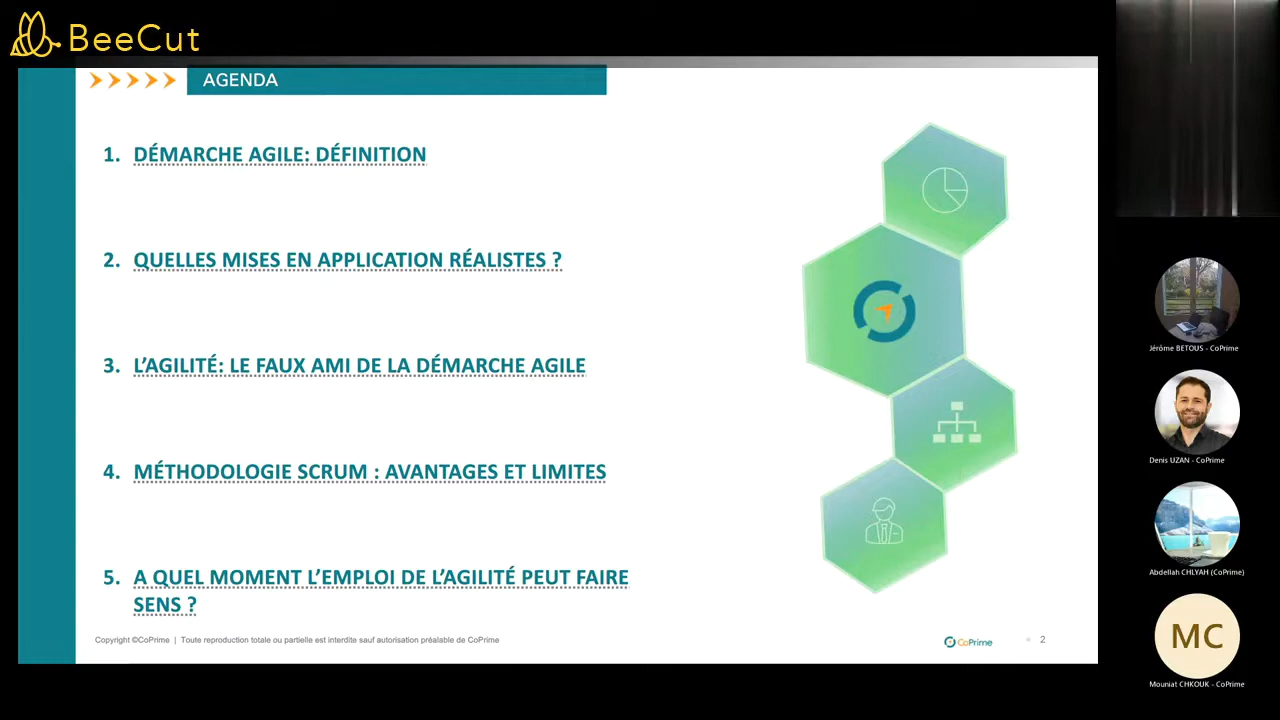 BeeCut
AGENDA
1. DÉMARCHE AGILE: DÉFINITION
2. QUELLES MISES EN APPLICATION RÉALISTES ?
3. L’AGILITÉ: LE FAUX AMI DE LA DÉMARCHE AGILE
4. MÉTHODOLOGIE SCRUM : AVANTAGES ET LIMITES
5. A QUEL MOMENT L’EMPLOI DE L’AGILITÉ PEUT FAIRE
SENS ?
Copyright ©CoPrime | Toute reproduction totale ou partielle est interdite sauf autorisation préalable de CoPrime
CoPrime
2
Jérôme BETOUS - CoPrime
Denis UZAN - CoPrime
Abdellah CHLYAH (CoPrime)
MC
Mouniat CHKOUK - CoPrime